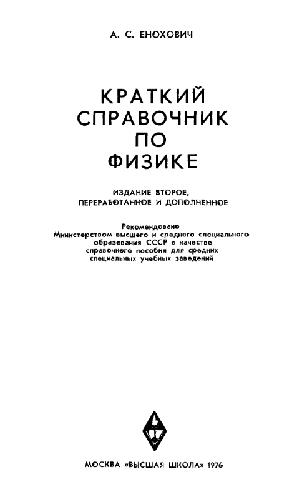 А. С. ЕНОХОВИЧ
КРАТКИЙ
СПРАВОЧНИК
ПО
ФИЗИКЕ
ИЗДАНИЕ ВТОРОЕ,
ПЕРЕРАБОТАННОЕ И ДОПОЛНЕННОЕ
Рекомендовано
Министерством высшего и среднего специального
образования СССР в качестве
справочного пособия для средних
специальных учебных заведений
МОСКВА «ВЫСШАЯ ШКОЛА» 1976